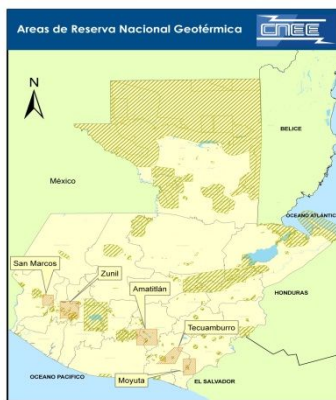 Areas de Reserva Nacional Geotérmica
CNEE
N
BELICE
México
OCEANO ATLANTICO
San Marcos
Zunil
Amatitlán
HONDURAS
Tecuamburro
OCEANO PACIFICO
Moyuta
EL SALVADOR